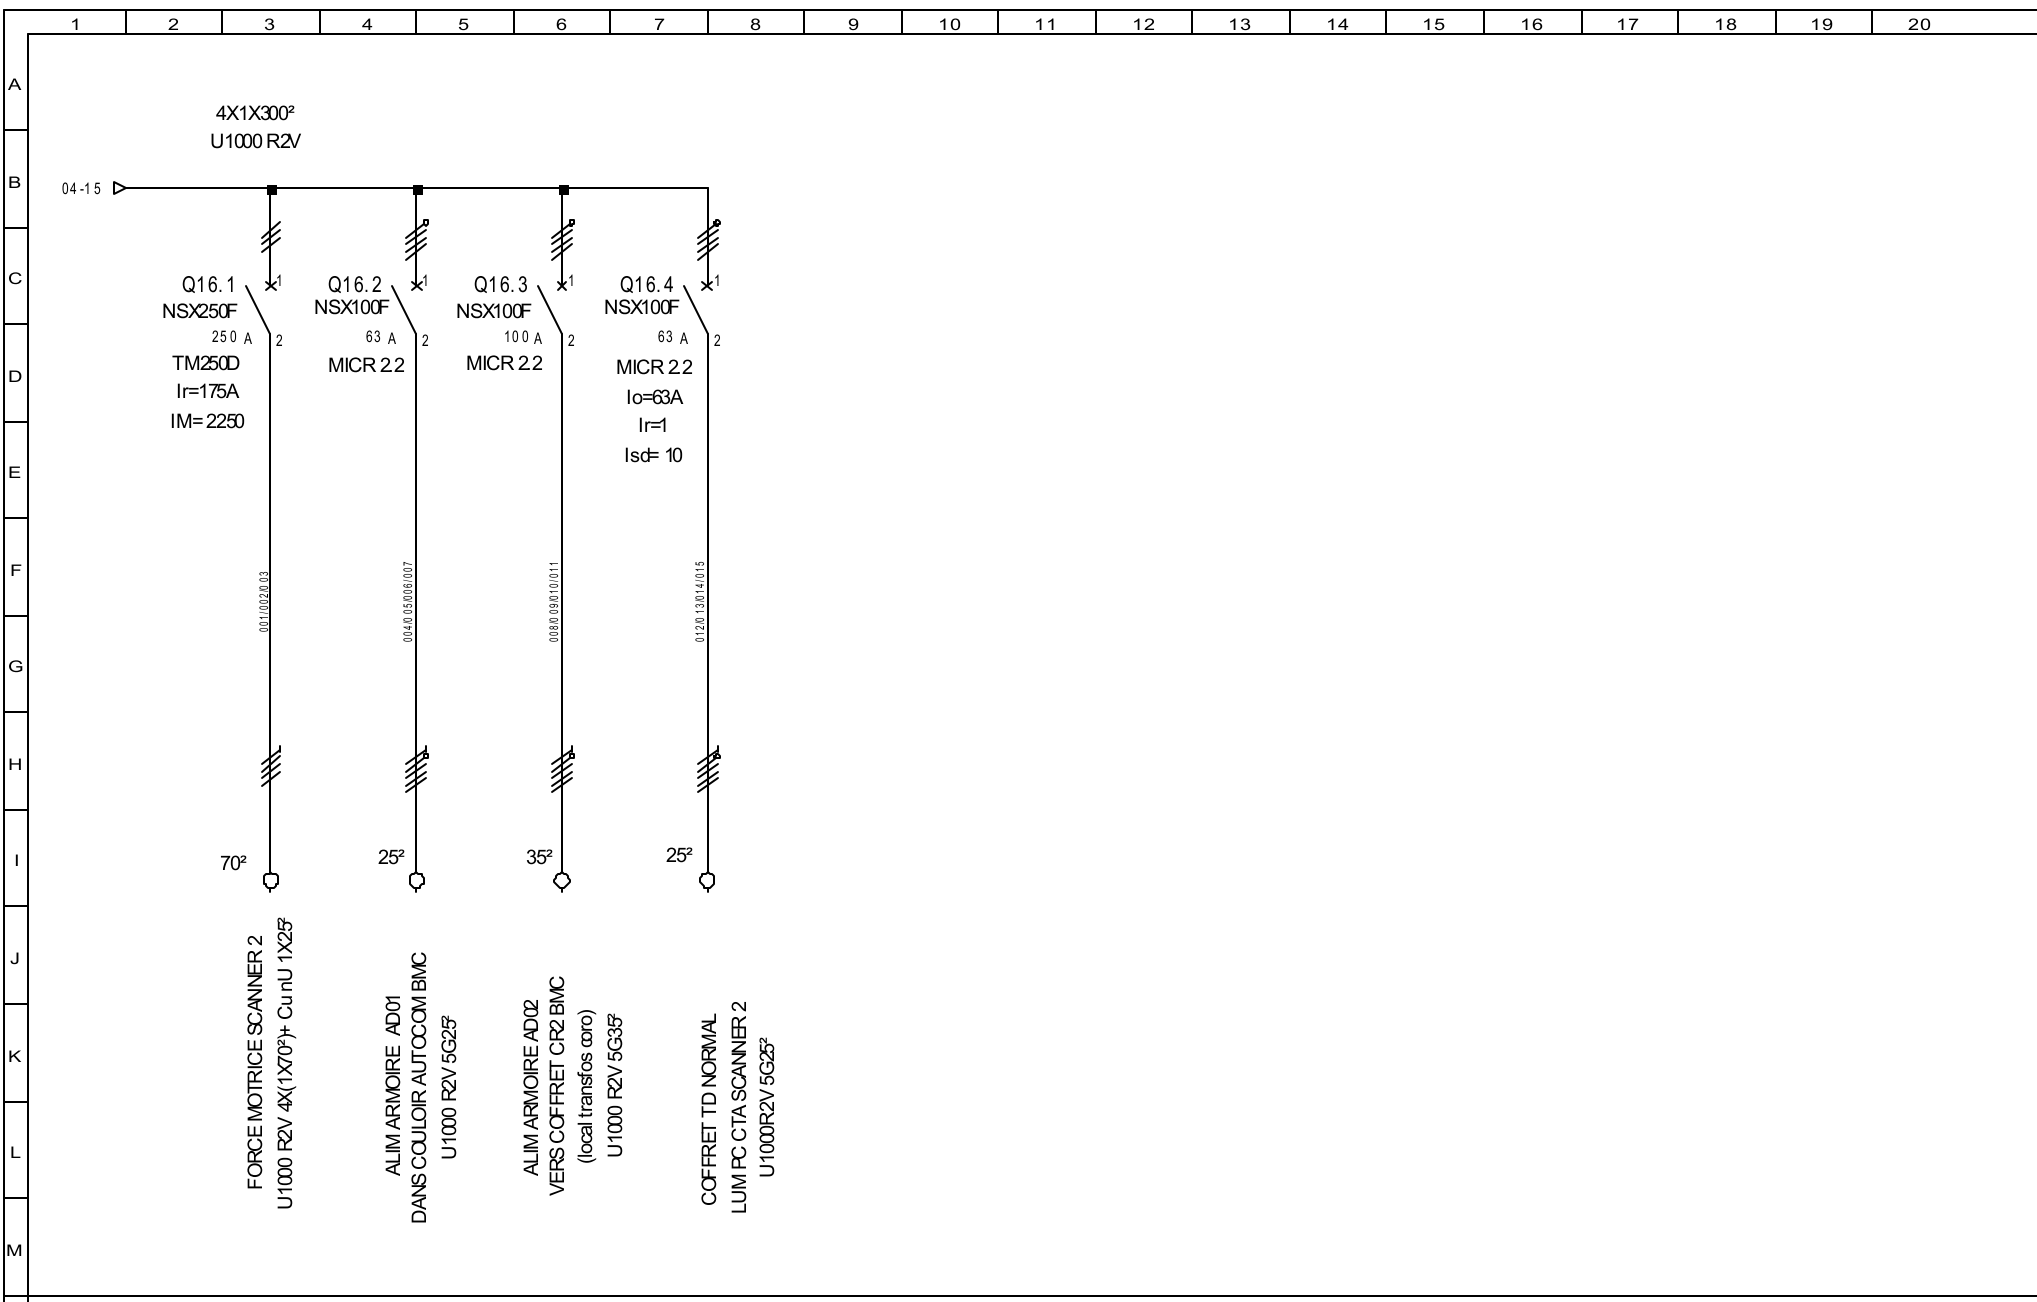 1 2 3 4 5 6 7 8 9 10 11 12 13 14 15 16 17 18 19 20
A
B
C
D
E
F
G
H
I
J
K
L
M
4X1X300²
U1000 R2V
04-15
Q16.1
1
NSX250F
250 A
2
TM250D
Ir=175A
IM= 2250
001/002/003
70²
FORCE MOTRICE SCANNER 2
U1000 R2V 4X(1X70²)+ Cu nU 1X25²
Q16.2
1
NSX100F
63 A
2
MICR 2.2
004/005/006/007
25²
ALIM ARMOIRE AD01
DANS COULOIR AUTOCOM BMC
U1000 R2V 5G25²
Q16.3
1
NSX100F
100 A
2
MICR 2.2
008/009/010/011
35²
ALIM ARMOIRE AD02
VERS COFFRET CR2 BMC
(local transfos coro)
U1000 R2V 5G35²
Q16.4
1
NSX100F
63 A
2
MICR 2.2
Io=63A
Ir=1
Isd= 10
012/013/014/015
25²
COFFRET TD NORMAL
LUM PC CTA SCANNER 2
U1000R2V 5G25²